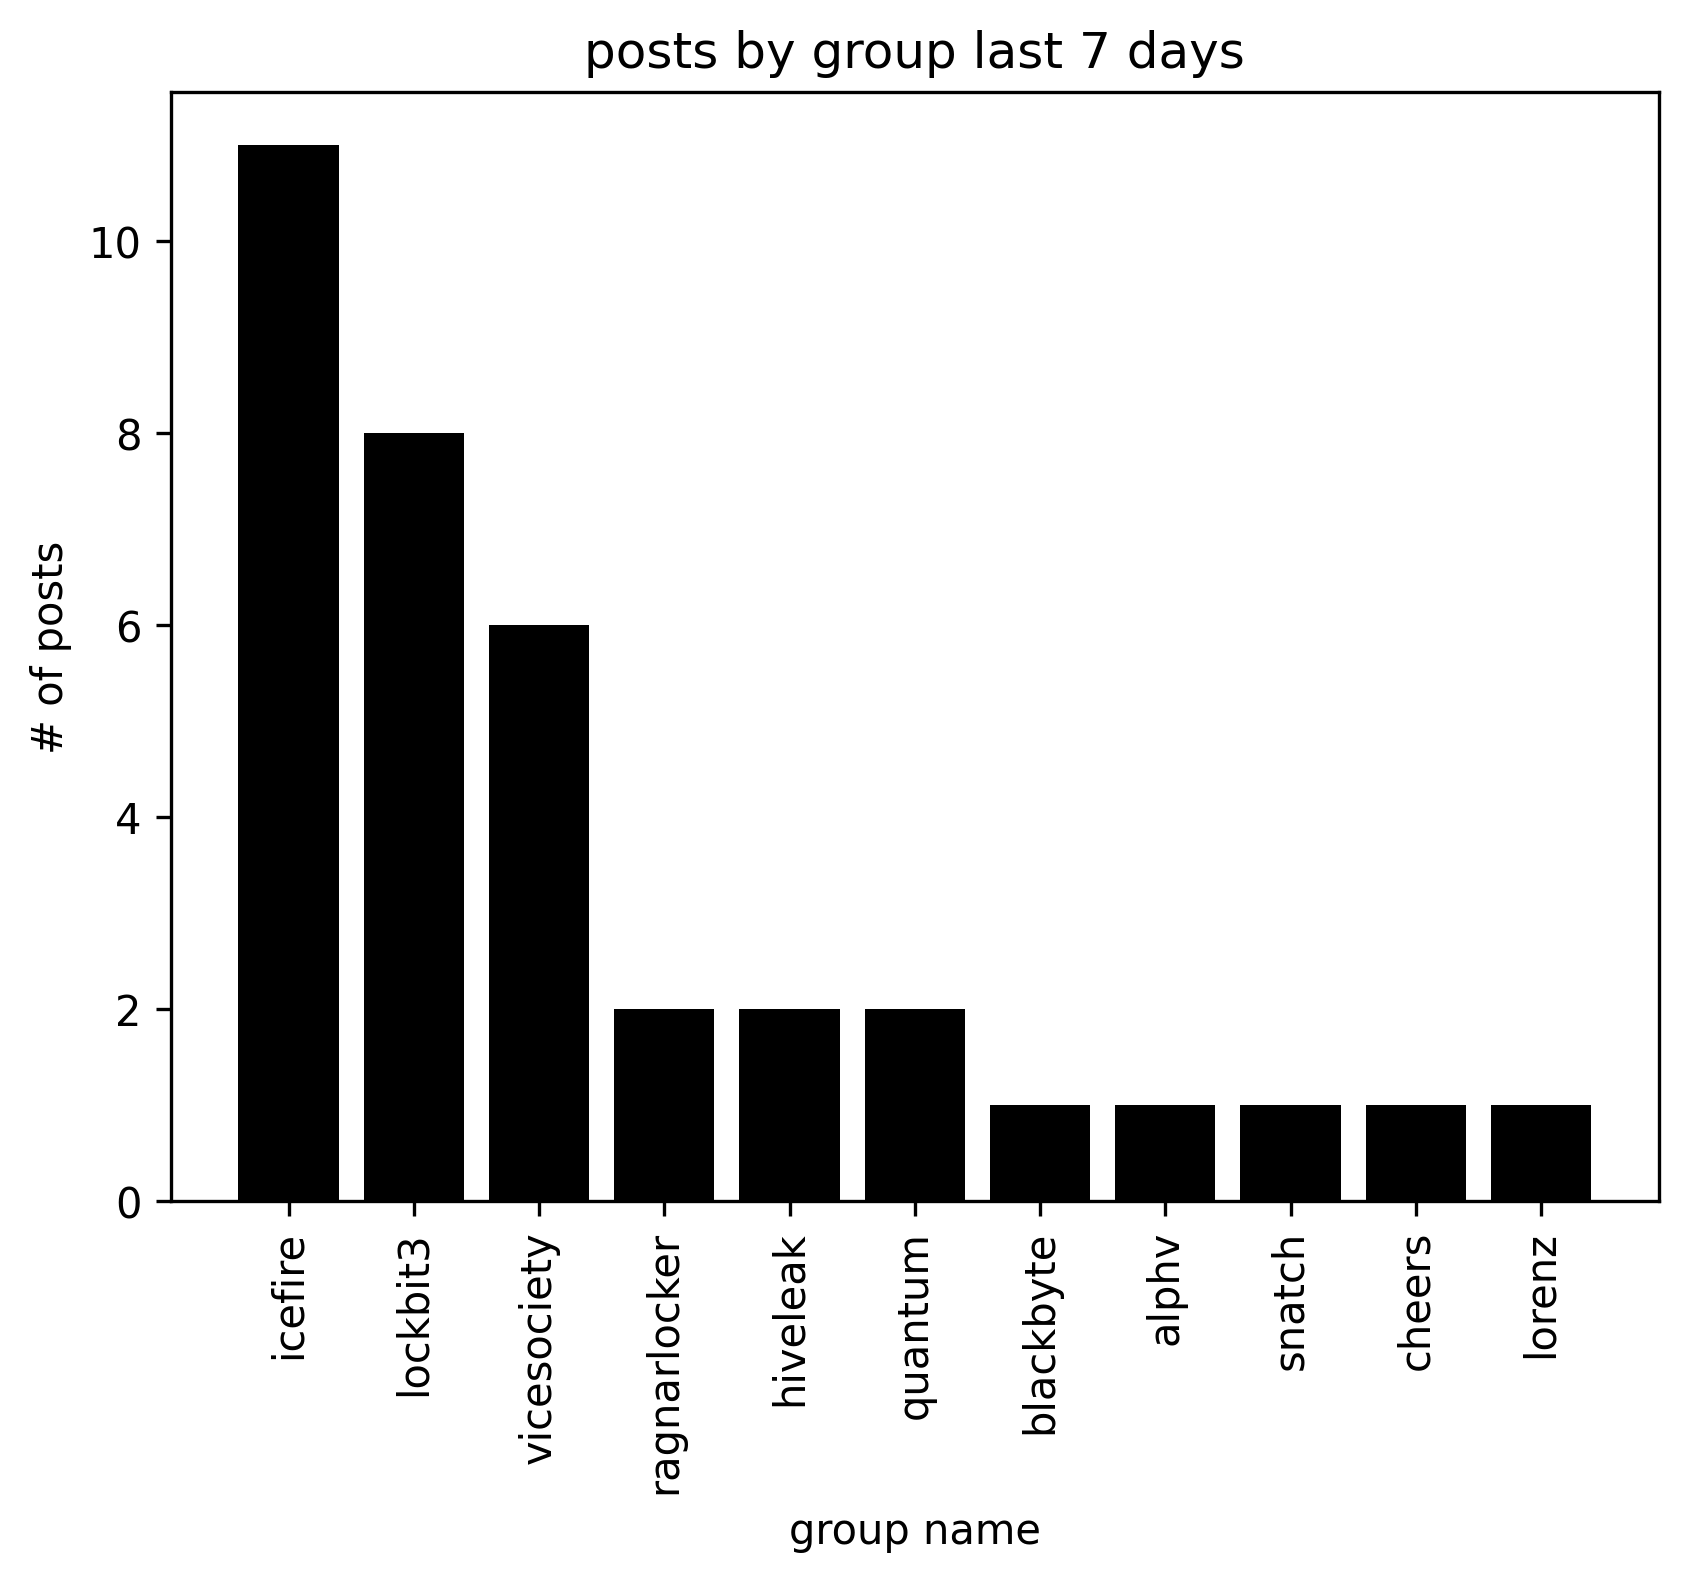 posts by group last 7 days
# of posts
10
8
6
4
2
0
icefire
lockbit3
vicesociety
ragnarlocker
hiveleak
quantum
blackbyte
alphv
snatch
cheers
lorenz
group name